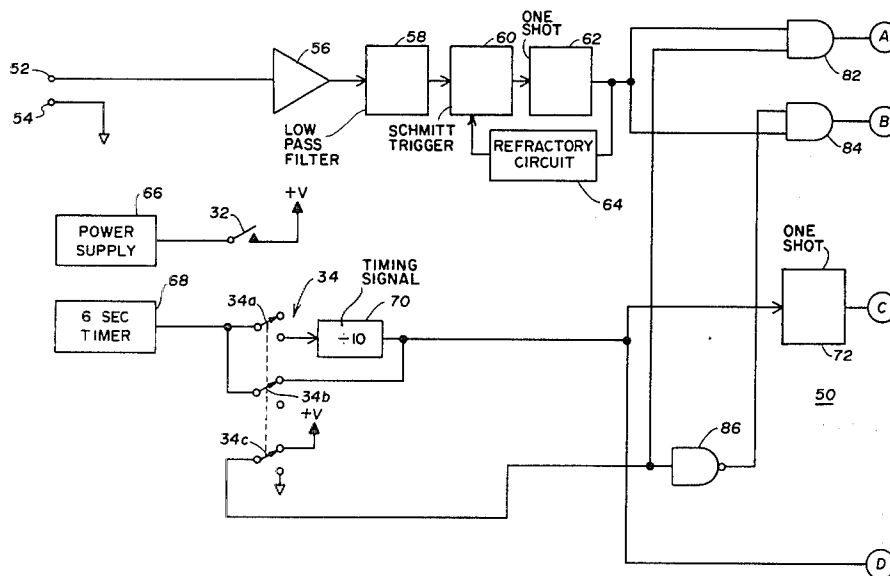 56
58
60
ONE
SHOT
62
A
82
52
54
LOW
PASS
FILTER
SCHMITT
TRIGGER
REFRACTORY
CIRCUIT
64
B
84
+V
66
32
POWER
SUPPLY
ONE
SHOT
68
6 SEC
TIMER
34a
34
TIMING
SIGNAL
70
÷10
C
72
34b
50
+V
34c
86
D